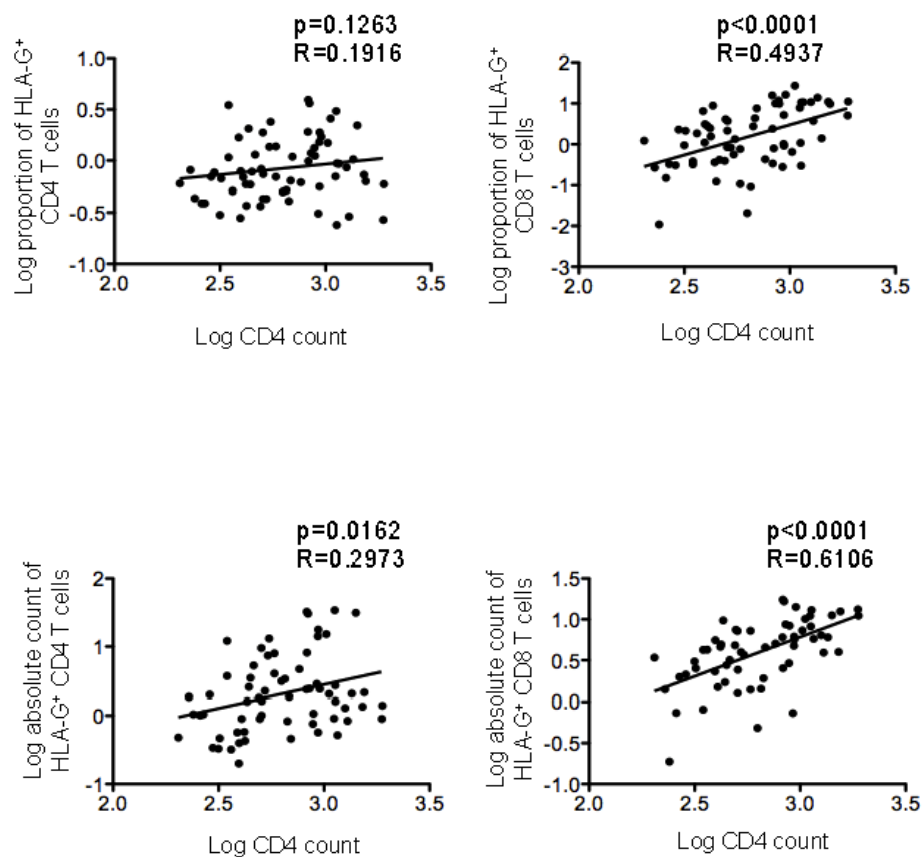 p=0.1263
R=0.1916
Log proportion of HLA-G⁺
CD4 T cells
1.0
0.5
-0.0
-0.5
-1.0
2.0 2.5 3.0 3.5
Log CD4 count
p<0.0001
R=0.4937
Log proportion of HLA-G⁺
CD8 T cells
2
1
0
-1
-2
-3
2.0 2.5 3.0 3.5
Log CD4 count
p=0.0162
R=0.2973
Log absolute count of
HLA-G⁺ CD4 T cells
2
1
0
-1
2.0 2.5 3.0 3.5
Log CD4 count
p<0.0001
R=0.6106
Log absolute count of
HLA-G⁺ CD8 T cells
1.5
1.0
0.5
0.0
-0.5
-1.0
2.0 2.5 3.0 3.5
Log CD4 count